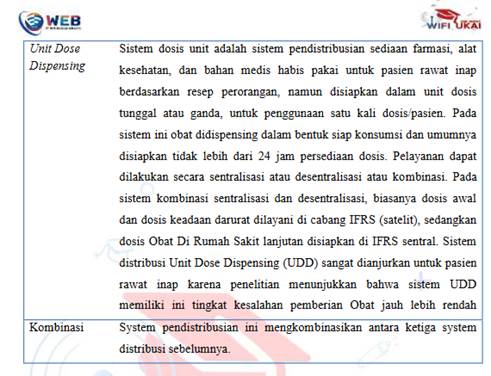 WEB
WIFI UKAI
Unit Dose Sistem dosis unit adalah sistem pendistribusian sediaan farmasi, alat
Dispensing kesehatan, dan bahan medis habis pakai untuk pasien rawat inap
berdasarkan resep perorangan, namun disiapkan dalam unit dosis
tunggal atau ganda, untuk penggunaan satu kali dosis/pasien. Pada
sistem ini obat didispensing dalam bentuk siap konsumsi dan umumnya
disiapkan tidak lebih dari 24 jam persediaan dosis. Pelayanan dapat
dilakukan secara sentralisasi atau desentralisasi atau kombinasi. Pada
sistem kombinasi sentralisasi dan desentralisasi, biasanya dosis awal
dan dosis keadaan darurat dilayani di cabang IFRS (satelit), sedangkan
dosis Obat Di Rumah Sakit lanjutan disiapkan di IFRS sentral. Sistem
distribusi Unit Dose Dispensing (UDD) sangat dianjurkan untuk pasien
rawat inap karena penelitian menunjukkan bahwa sistem UDD
memiliki ini tingkat kesalahan pemberian Obat jauh lebih rendah
Kombinasi System pendistribusian ini mengkombinasikan antara ketiga system
distribusi sebelumnya.